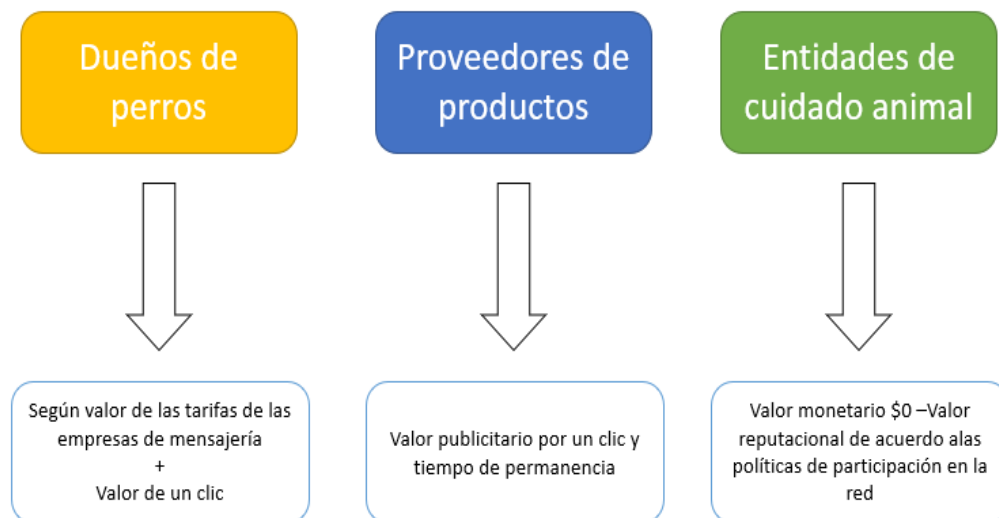 Dueños de
perros
Proveedores de
productos
Entidades de
cuidado animal
Según valor de las tarifas de las
empresas de mensajería
+
Valor de un clic
Valor publicitario por un clic y
tiempo de permanencia
Valor monetario $0 –Valor
reputacional de acuerdo alas
políticas de participación en la
red